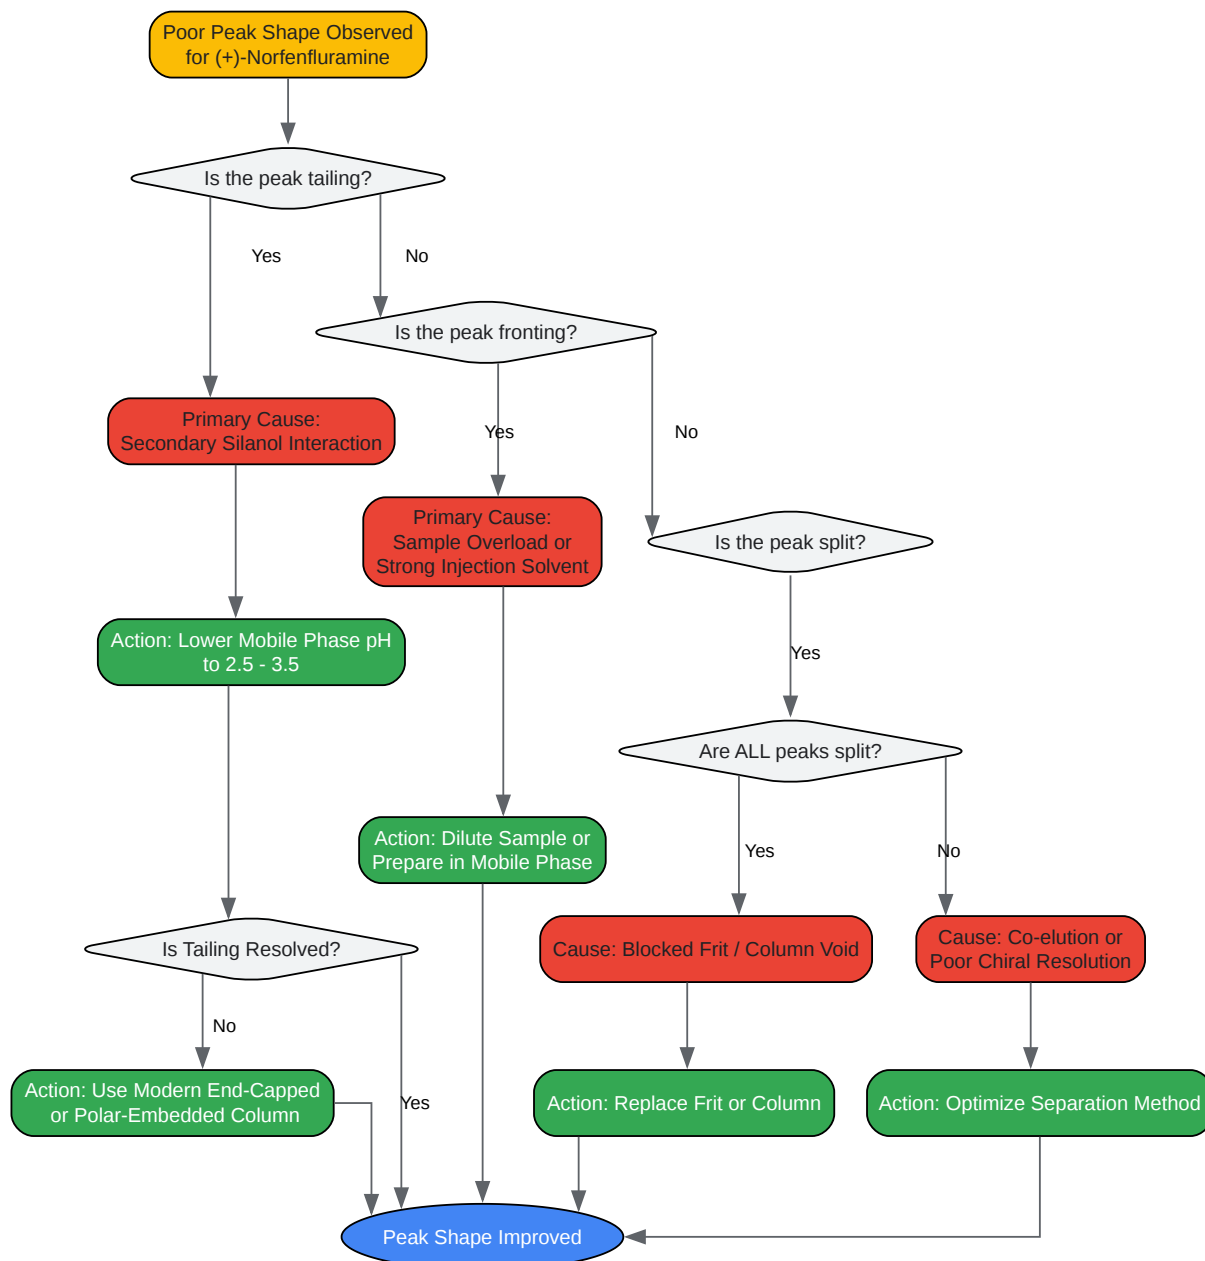 Poor Peak Shape Observed
for (+)-Norfenfluramine
Is the peak tailing?
Yes
No
Is the peak fronting?
Primary Cause:
Secondary Silanol Interaction
Yes
No
Primary Cause:
Sample Overload or
Strong Injection Solvent
Is the peak split?
Action: Lower Mobile Phase pH
to 2.5 - 3.5
Yes
Are ALL peaks split?
Action: Dilute Sample or
Prepare in Mobile Phase
Yes
No
Is Tailing Resolved?
Cause: Blocked Frit / Column Void
Cause: Co-elution or
Poor Chiral Resolution
No
Action: Use Modern End-Capped
or Polar-Embedded Column
Yes
Action: Replace Frit or Column
Action: Optimize Separation Method
Peak Shape Improved